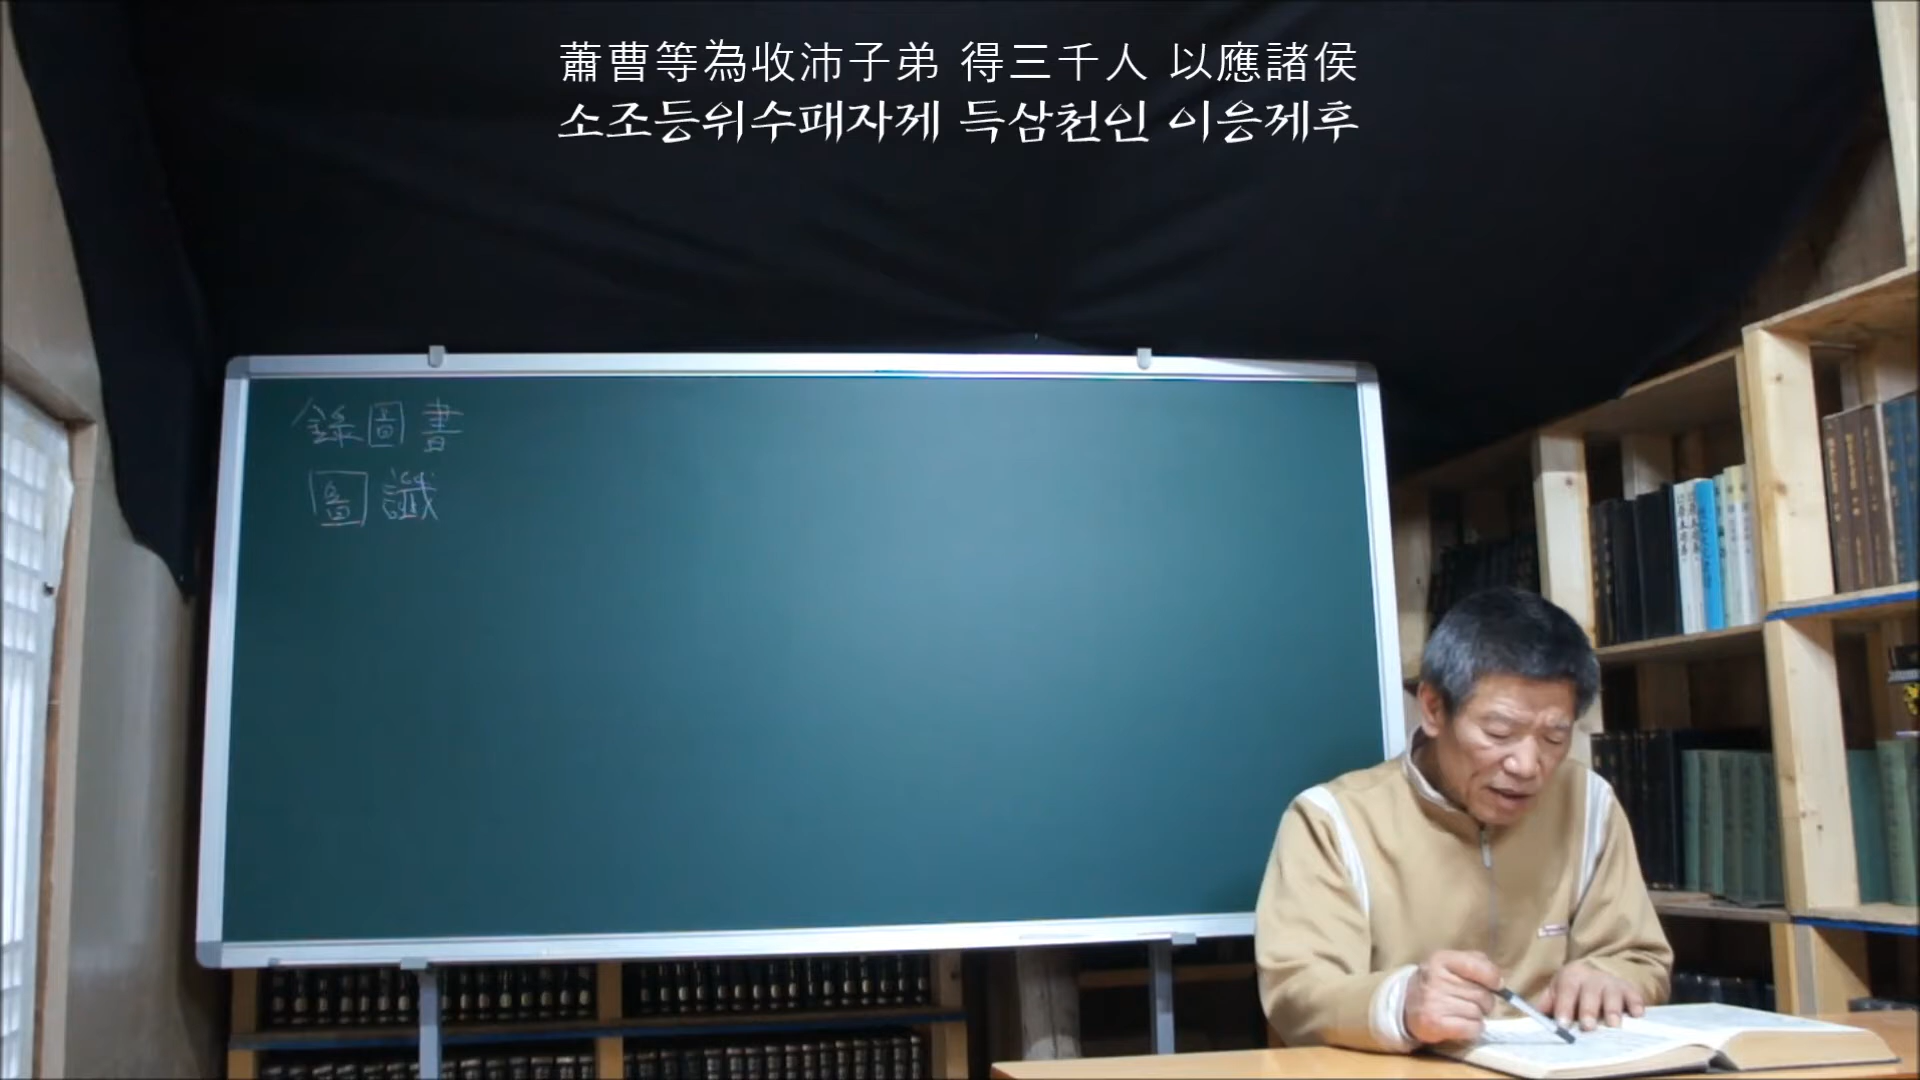 蕭曹等為收沛子弟 得三千人 以應諸侯
소조등위수패자제 득삼천인 이응제후
錄圖書
圖讖